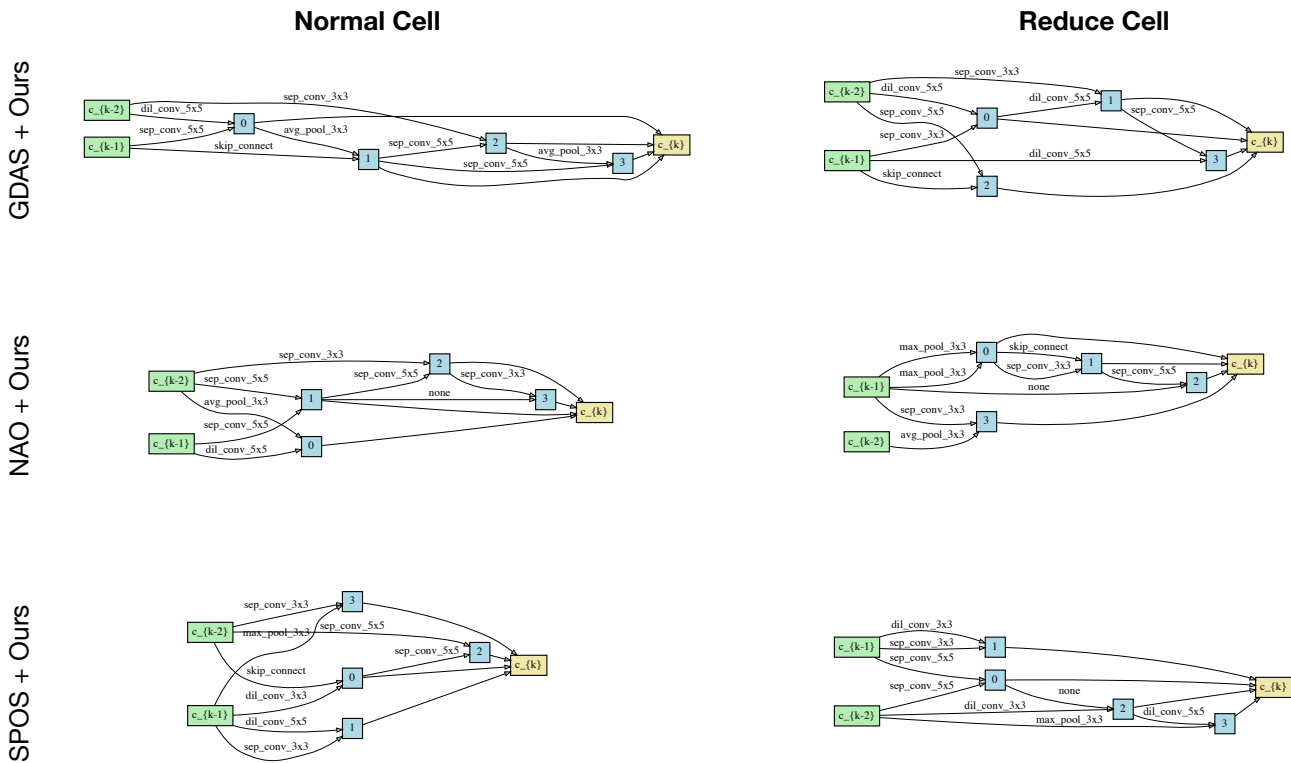 Normal Cell
Reduce Cell
GDAS + Ours
c_{k-2}
c_{k-1}
dil_conv_5x5
sep_conv_5x5
sep_conv_3x3
0
avg_pool_3x3
skip_connect
1
sep_conv_5x5
2
avg_pool_3x3
sep_conv_5x5
3
c_{k}
c_{k-2}
c_{k-1}
sep_conv_3x3
dil_conv_5x5
sep_conv_5x5
sep_conv_3x3
skip_connect
0
dil_conv_5x5
1
sep_conv_5x5
dil_conv_5x5
2
3
c_{k}
NAO + Ours
c_{k-2}
c_{k-1}
sep_conv_3x3
sep_conv_5x5
avg_pool_3x3
sep_conv_5x5
dil_conv_5x5
1
0
sep_conv_5x5
2
sep_conv_3x3
none
3
c_{k}
c_{k-1}
c_{k-2}
max_pool_3x3
max_pool_3x3
0
skip_connect
sep_conv_3x3
none
1
sep_conv_5x5
2
sep_conv_3x3
avg_pool_3x3
3
c_{k}
SPOS + Ours
c_{k-2}
c_{k-1}
sep_conv_3x3
max_pool_3x3
sep_conv_5x5
skip_connect
dil_conv_3x3
dil_conv_5x5
sep_conv_3x3
3
0
1
sep_conv_5x5
2
c_{k}
c_{k-1}
c_{k-2}
dil_conv_3x3
sep_conv_3x3
sep_conv_5x5
sep_conv_5x5
1
0
none
dil_conv_3x3
max_pool_3x3
2
dil_conv_5x5
3
c_{k}